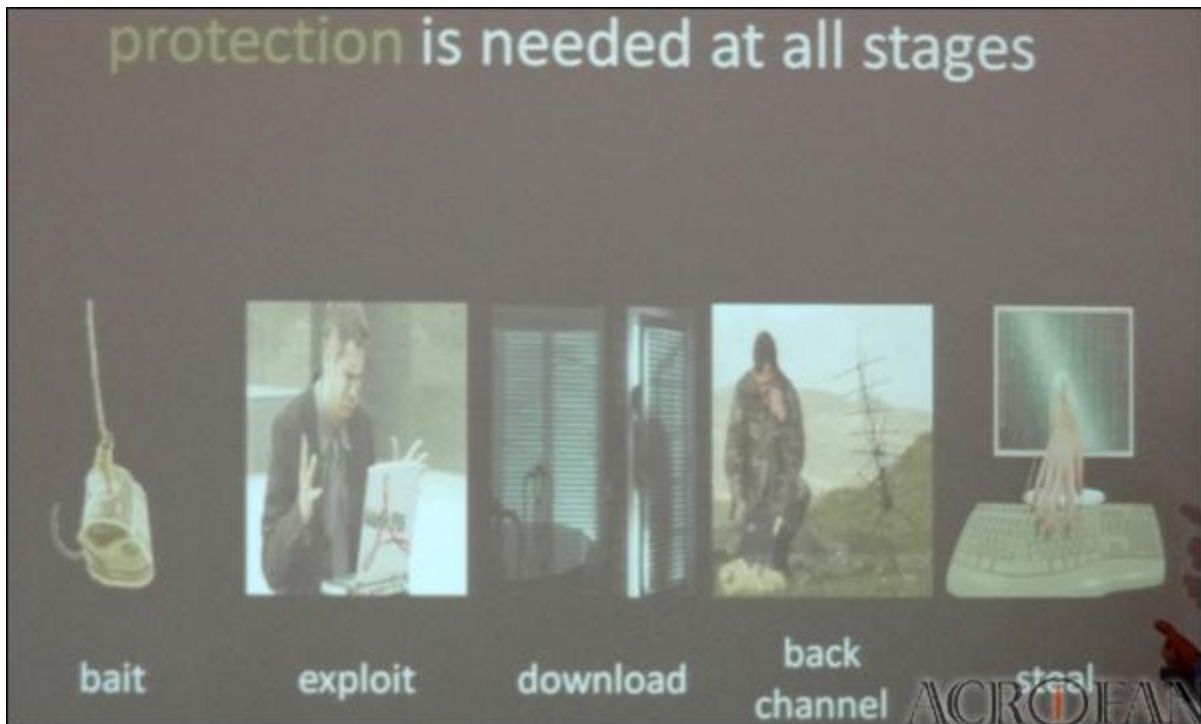 protection is needed at all stages
bait
exploit
download
back
channel
steal
ACROFAN